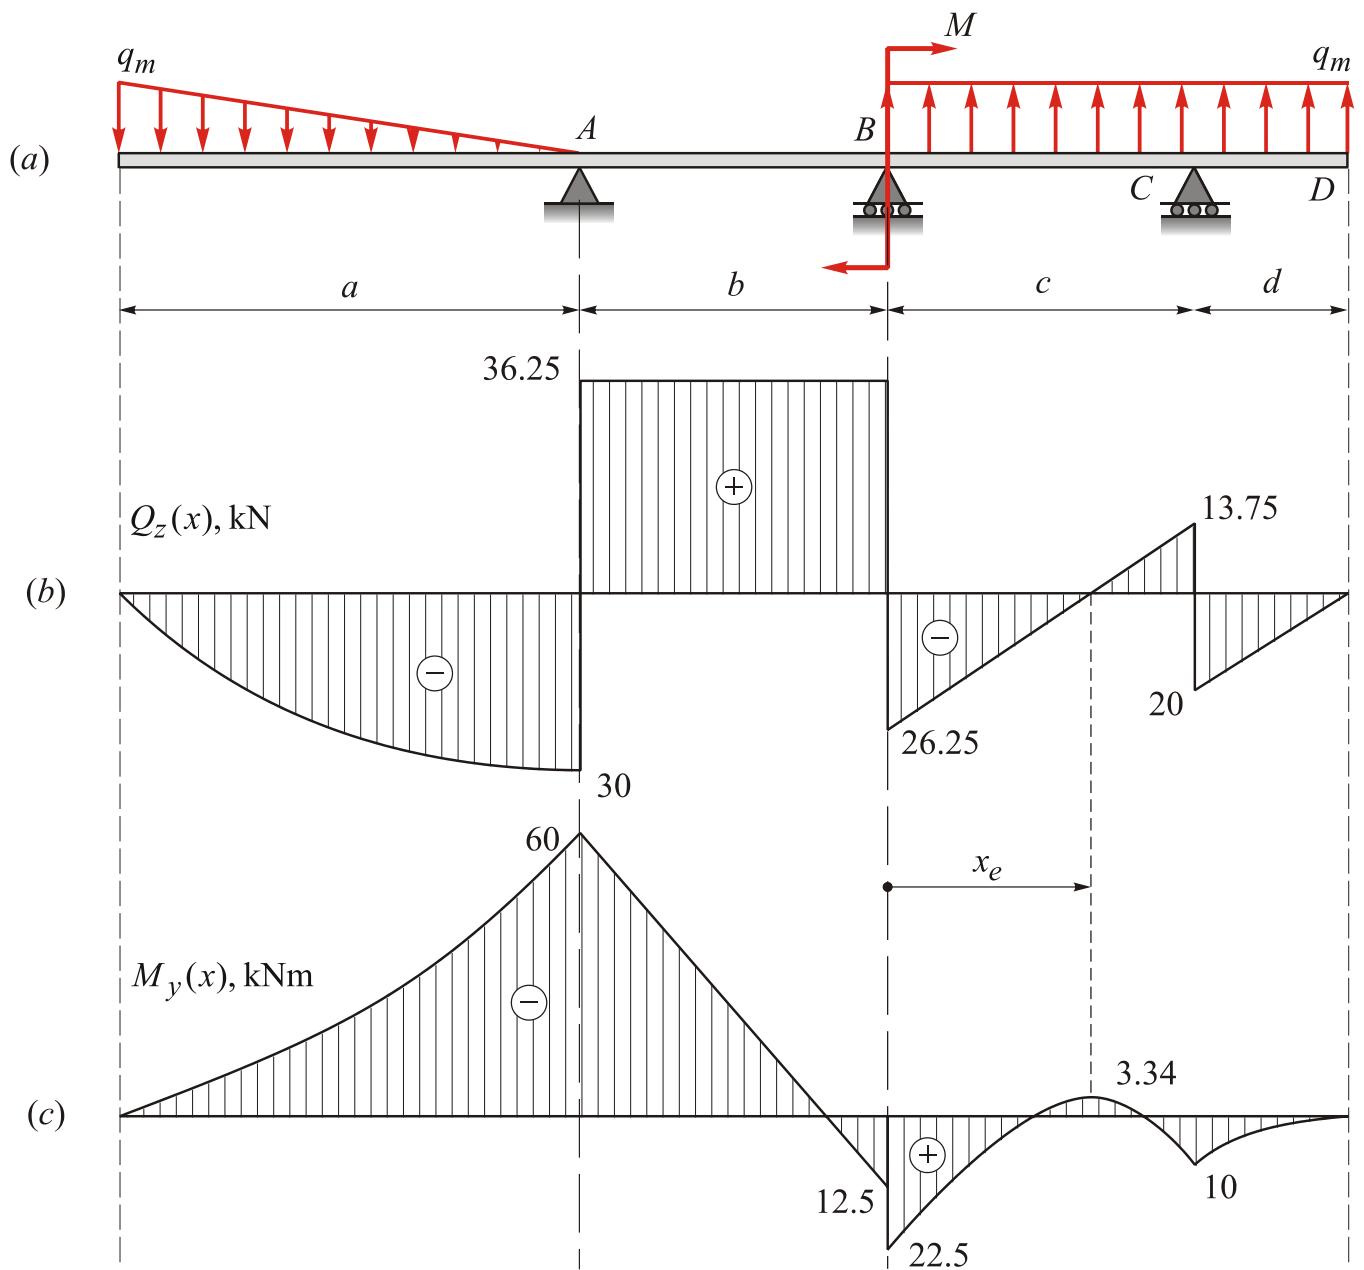 M
q_m
q_m
A
B
(a)
C
D
a
b
c
d
36.25
+
13.75
Q_z(x), kN
(b)
−
−
20
26.25
30
60
x_e
M_y(x), kNm
−
3.34
(c)
+
12.5
10
22.5